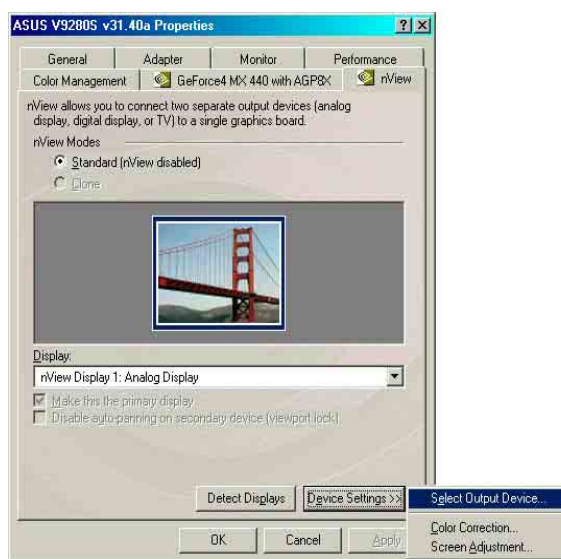 ASUS V9280S v31.40a Properties
General Adapter Monitor Performance
Color Management GeForce4 MX 440 with AGP8X nView
nView allows you to connect two separate output devices (analog
display, digital display, or TV) to a single graphics board.
nView Modes
Standard (nView disabled)
Clone
Display:
nView Display 1: Analog Display
Make this the primary display
Disable auto-panning on secondary device (viewport lock)
Detect Displays Device Settings >>
Select Output Device...
Color Correction...
Screen Adjustment...
OK Cancel Apply